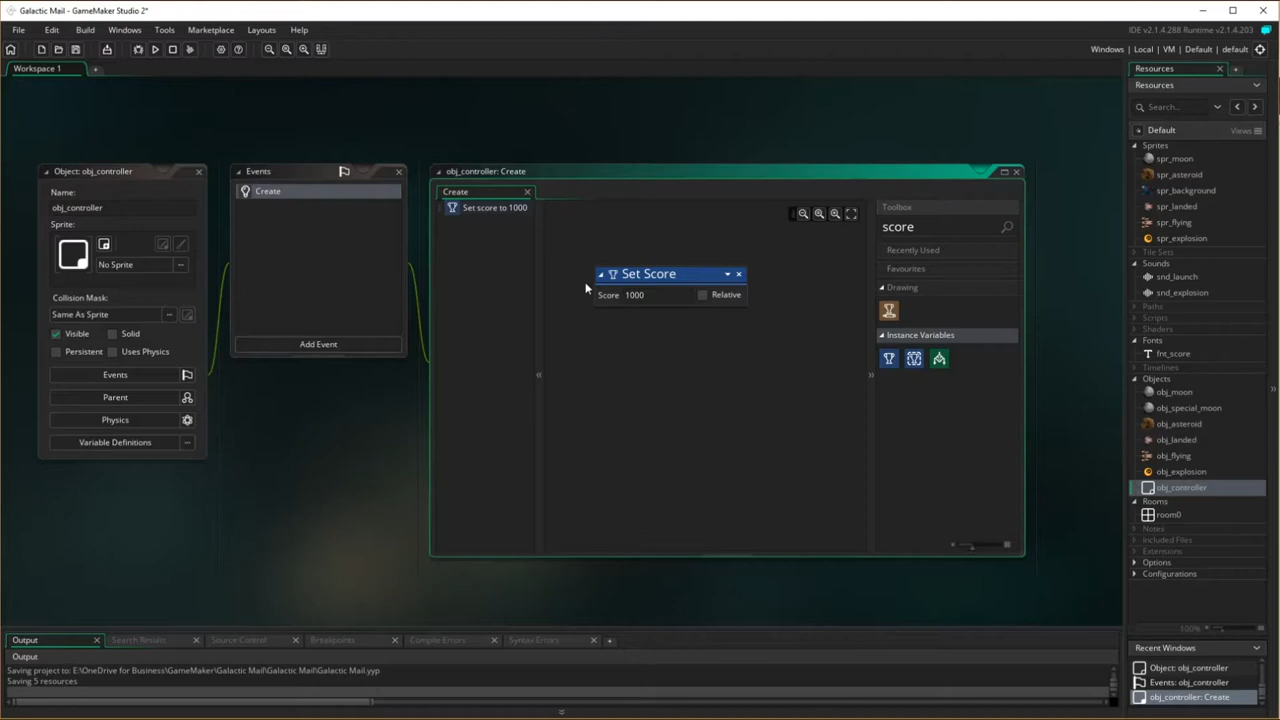 Galactic Mail - GameMaker Studio 2*
File Edit Build Windows Tools Marketplace Layouts Help
IDE v2.1.4.288 Runtime v2.1.4.203
Windows | Local | VM | Default | default
Workspace 1
Object: obj_controller
Name:
obj_controller
Sprite:
No Sprite
Collision Mask:
Same As Sprite
Visible Solid
Persistent Uses Physics
Events
Parent
Physics
Variable Definitions
Events
Create
Add Event
obj_controller: Create
Create
Set score to 1000
Set Score
Score 1000 Relative
Toolbox
score
Recently Used
Favourites
Drawing
Instance Variables
Resources
Resources
Search...
Default Views
Sprites
spr_moon
spr_asteroid
spr_background
spr_landed
spr_flying
spr_explosion
Tile Sets
Sounds
snd_launch
snd_explosion
Paths
Scripts
Shaders
Fonts
fnt_score
Timelines
Objects
obj_moon
obj_special_moon
obj_asteroid
obj_landed
obj_flying
obj_explosion
obj_controller
Rooms
room0
Notes
Included Files
Extensions
Options
Configurations
100%
Recent Windows
Object: obj_controller
Events: obj_controller
obj_controller: Create
Output Search Results Source Control Breakpoints Compile Errors Syntax Errors
Output
Saving project to: E:\OneDrive for Business\GameMaker\Galactic Mail\Galactic Mail\Galactic Mail.yyp
Saving 5 resources